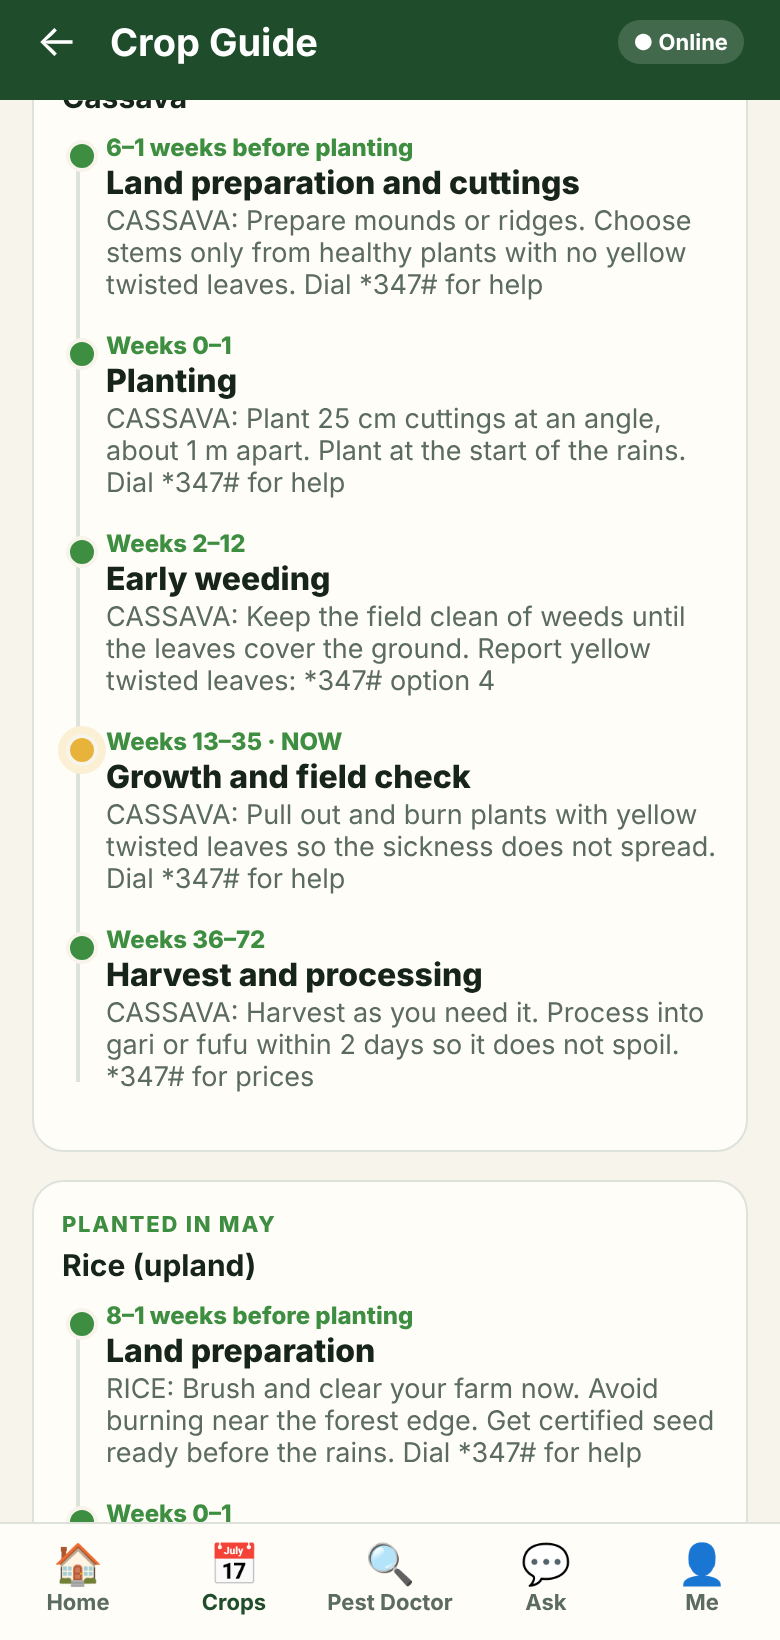 Crop Guide
Online
Cassava
6–1 weeks before planting
Land preparation and cuttings
CASSAVA: Prepare mounds or ridges. Choose
stems only from healthy plants with no yellow
twisted leaves. Dial *347# for help
Weeks 0–1
Planting
CASSAVA: Plant 25 cm cuttings at an angle,
about 1 m apart. Plant at the start of the rains.
Dial *347# for help
Weeks 2–12
Early weeding
CASSAVA: Keep the field clean of weeds until
the leaves cover the ground. Report yellow
twisted leaves: *347# option 4
Weeks 13–35 · NOW
Growth and field check
CASSAVA: Pull out and burn plants with yellow
twisted leaves so the sickness does not spread.
Dial *347# for help
Weeks 36–72
Harvest and processing
CASSAVA: Harvest as you need it. Process into
gari or fufu within 2 days so it does not spoil.
*347# for prices
PLANTED IN MAY
Rice (upland)
8–1 weeks before planting
Land preparation
RICE: Brush and clear your farm now. Avoid
burning near the forest edge. Get certified seed
ready before the rains. Dial *347# for help
Weeks 0–1
July
17
Home
Crops
Pest Doctor
Ask
Me